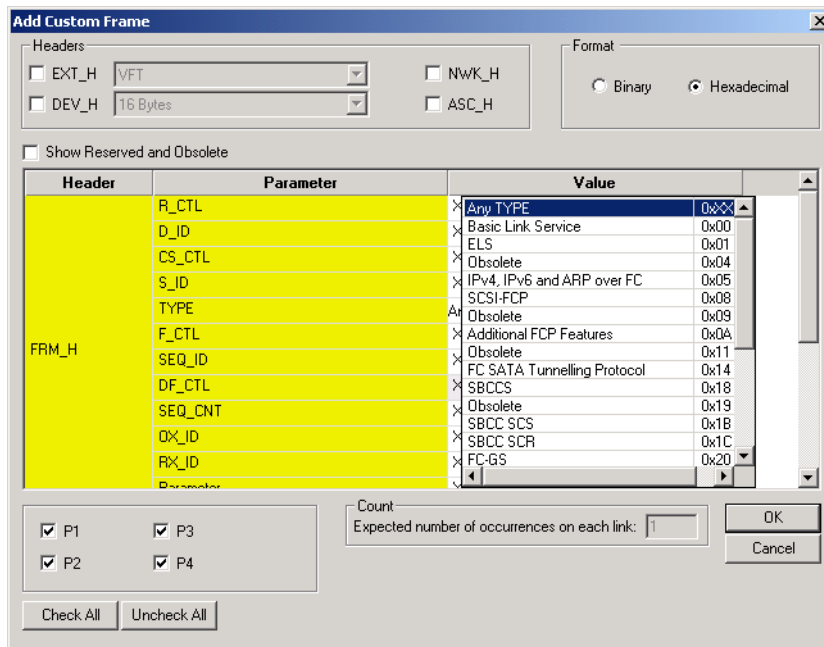 Add Custom Frame
Headers
EXT_H VFT NWK_H
DEV_H 16 Bytes ASC_H
Format
Binary Hexadecimal
Show Reserved and Obsolete
Header Parameter Value
FRM_H
R_CTL
D_ID
CS_CTL
S_ID
TYPE
F_CTL
SEQ_ID
DF_CTL
SEQ_CNT
OX_ID
RX_ID
Parameter
Any TYPE 0xXX
Basic Link Service 0x00
ELS 0x01
Obsolete 0x04
IPv4, IPv6 and ARP over FC 0x05
SCSI-FCP 0x08
Obsolete 0x09
Additional FCP Features 0x0A
Obsolete 0x11
FC SATA Tunnelling Protocol 0x14
SBCCS 0x18
Obsolete 0x19
SBCC SCS 0x1B
SBCC SCR 0x1C
FC-GS 0x20
P1 P3
P2 P4
Count
Expected number of occurrences on each link: 1
OK
Cancel
Check All Uncheck All